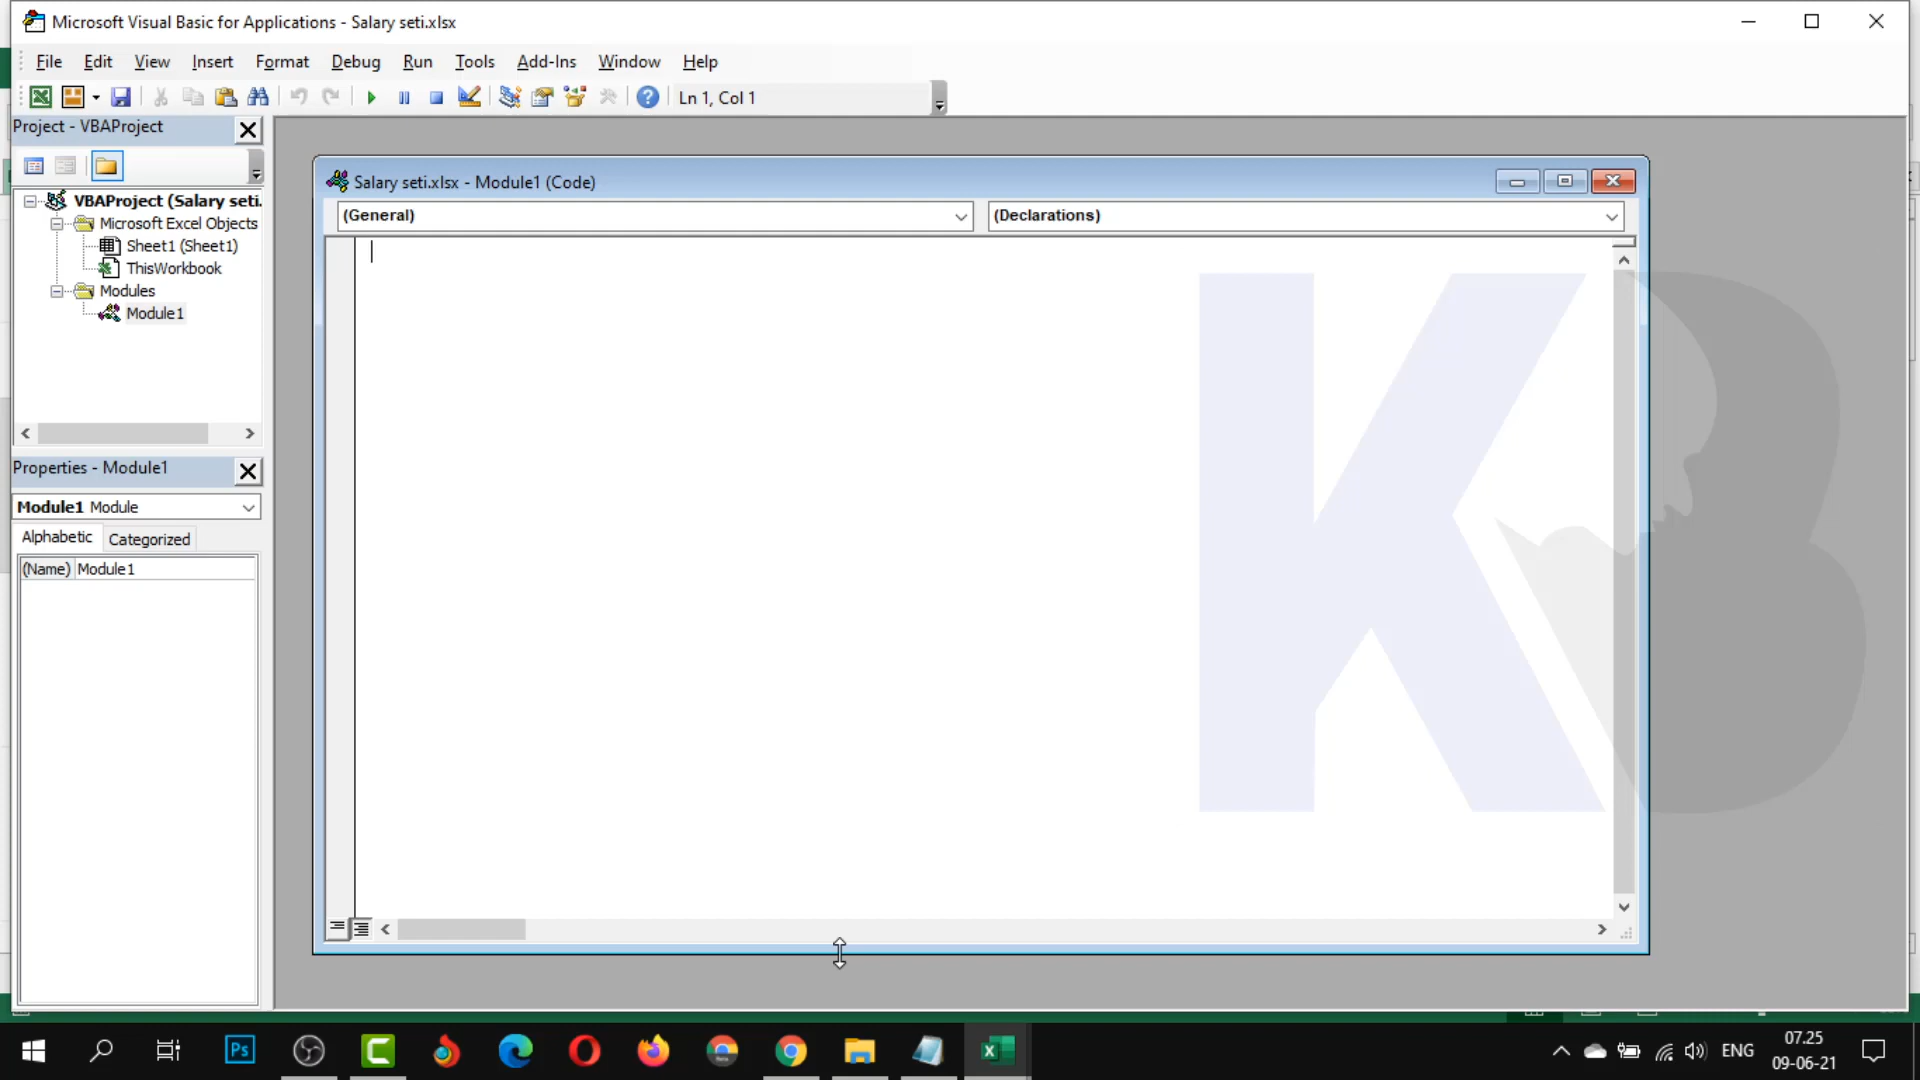 Microsoft Visual Basic for Applications - Salary seti.xlsx
File Edit View Insert Format Debug Run Tools Add-Ins Window Help
Ln 1, Col 1
Project - VBAProject
VBAProject (Salary seti.
Microsoft Excel Objects
Sheet1 (Sheet1)
ThisWorkbook
Modules
Module1
Properties - Module1
Module1 Module
Alphabetic Categorized
(Name) Module1
Salary seti.xlsx - Module1 (Code)
(General) (Declarations)
KB
Ps
ENG
07.25
09-06-21